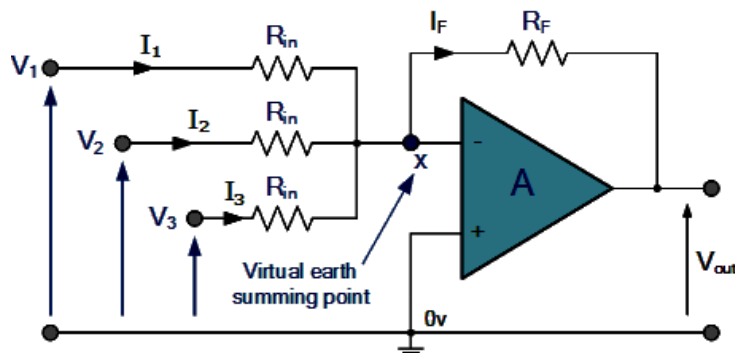 I₁
Rin
IF
RF
V₁
I₂
Rin
V₂
-
X
A
I₃
Rin
V₃
+
Virtual earth
summing point
Vout
0v